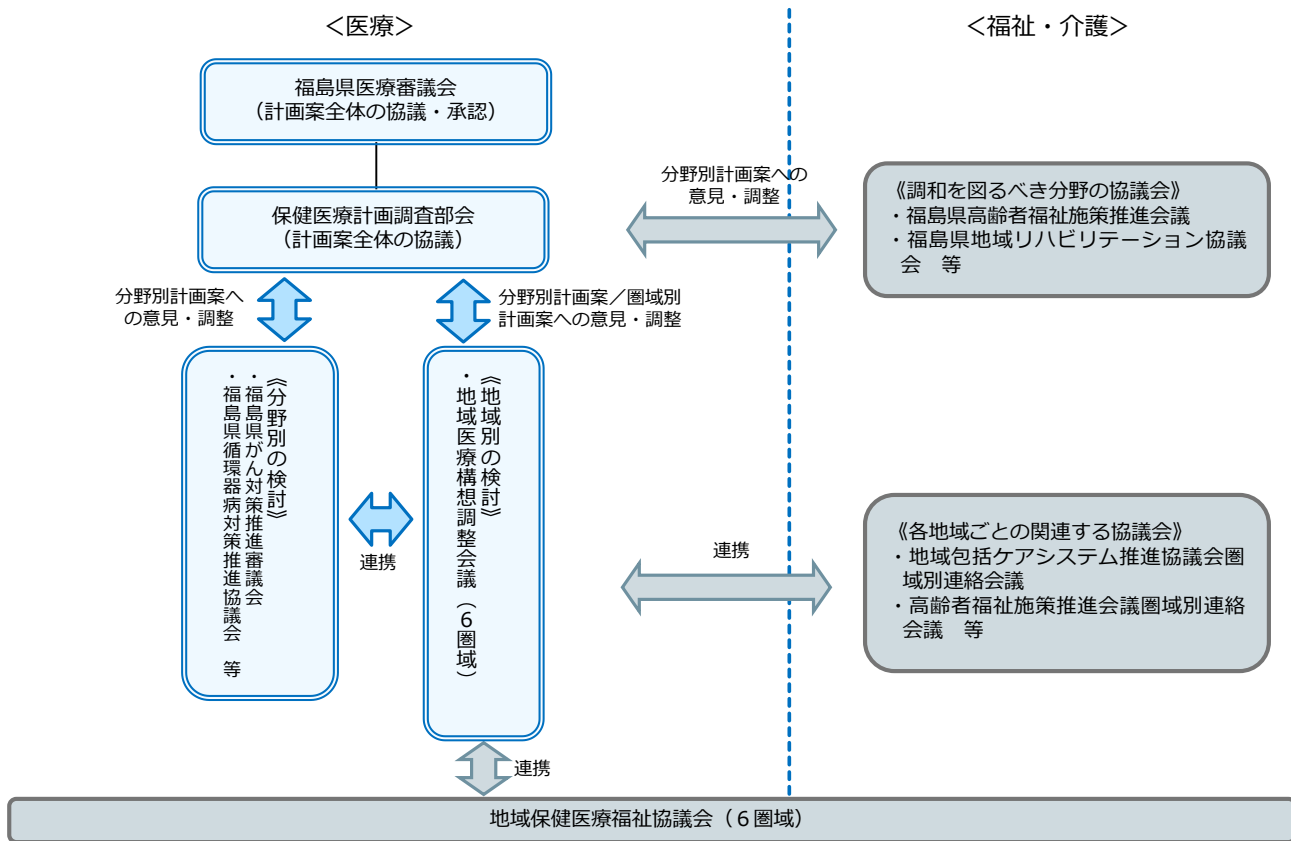 ＜医療＞
＜福祉・介護＞
福島県医療審議会
（計画案全体の協議・承認）
保健医療計画調査部会
（計画案全体の協議）
分野別計画案への
意見・調整
《調和を図るべき分野の協議会》
・福島県高齢者福祉施策推進会議
・福島県地域リハビリテーション協議
会　等
分野別計画案へ
の意見・調整
分野別計画案／圏域別
計画案への意見・調整
《分野別の検討》
・福島県がん対策推進審議会
・福島県循環器病対策推進協議会　等
連携
《地域別の検討》
・地域医療構想調整会議（６圏域）
連携
《各地域ごとの関連する協議会》
・地域包括ケアシステム推進協議会圏
域別連絡会議
・高齢者福祉施策推進会議圏域別連絡
会議　等
連携
地域保健医療福祉協議会（６圏域）